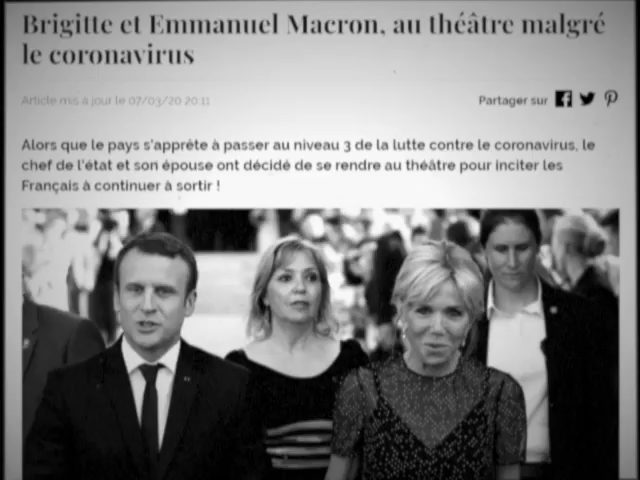 Brigitte et Emmanuel Macron, au théâtre malgré
le coronavirus
Article mis à jour le 07/03/20 20:11
Partager sur
Alors que le pays s'apprête à passer au niveau 3 de la lutte contre le coronavirus, le
chef de l'état et son épouse ont décidé de se rendre au théâtre pour inciter les
Français à continuer à sortir !